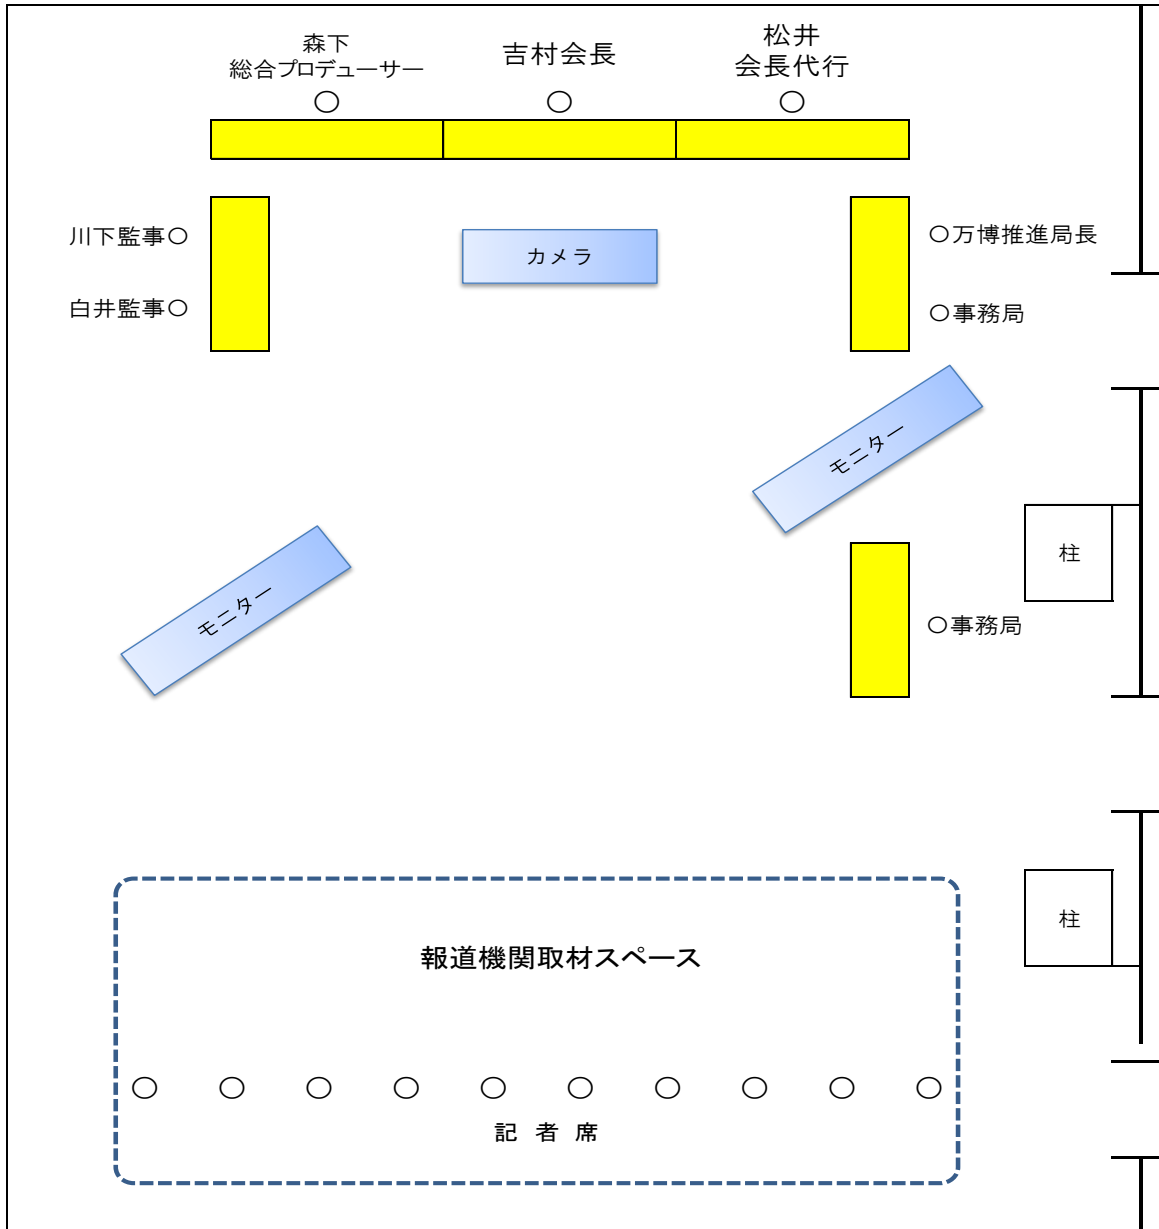 森下
総合プロデューサー
吉村会長
松井
会長代行
川下監事○
白井監事○
カメラ
○万博推進局長
○事務局
モニター
モニター
柱
○事務局
報道機関取材スペース
柱
記 者 席